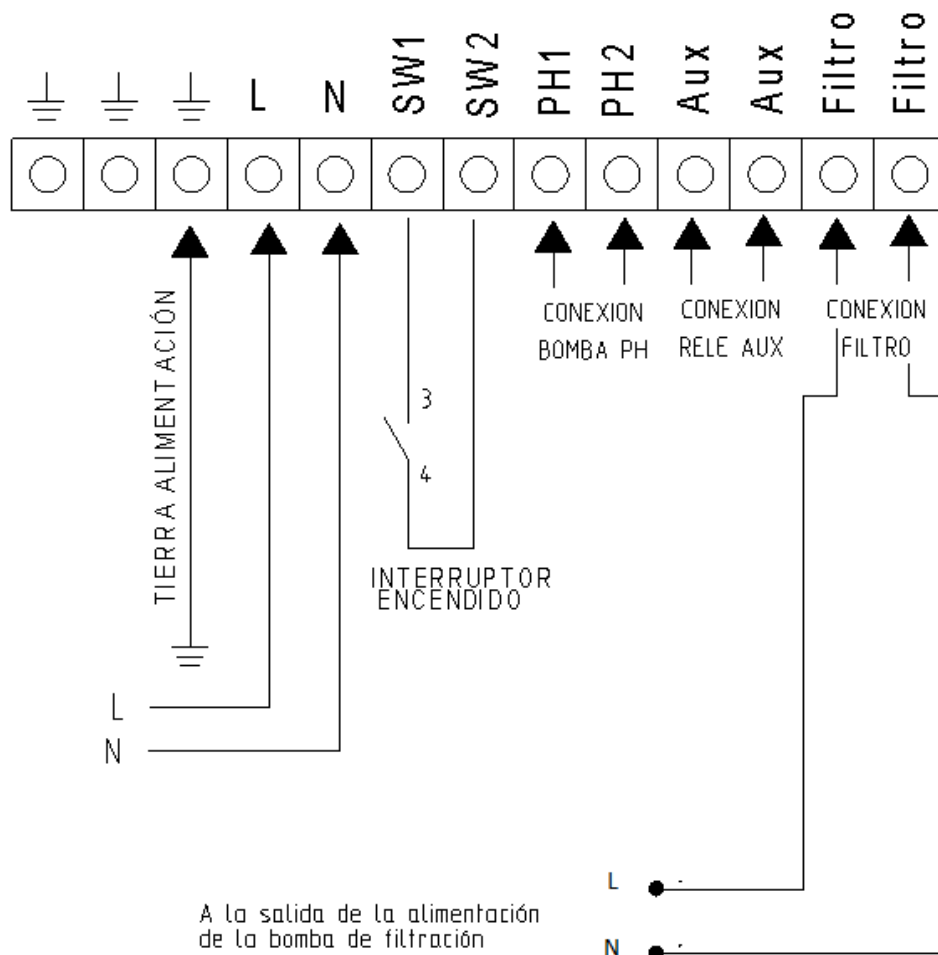 L N SW1 SW2 PH1 PH2 Aux Aux Filtro Filtro
TIERRA ALIMENTACIÓN
CONEXION
BOMBA PH
CONEXION
RELE AUX
CONEXION
FILTRO
3
4
INTERRUPTOR
ENCENDIDO
L
N
A la salida de la alimentación
de la bomba de filtración
L
N